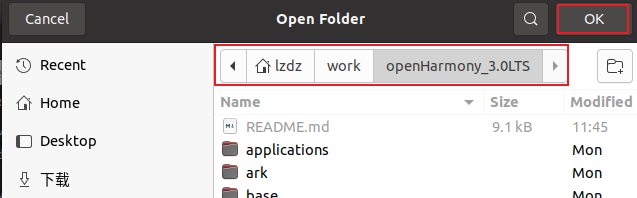 Cancel Open Folder OK
Recent lzdz work openHarmony_3.0LTS
Name Size Modified
Home README.md 9.1 kB 11:45
Desktop applications Mon
下载 ark Mon
base Mon